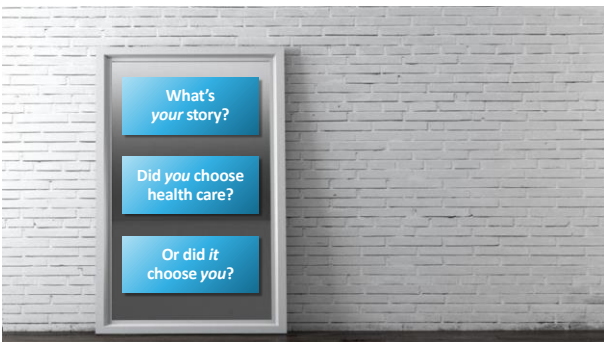 What's
your story?
Did you choose
health care?
Or did it
choose you?